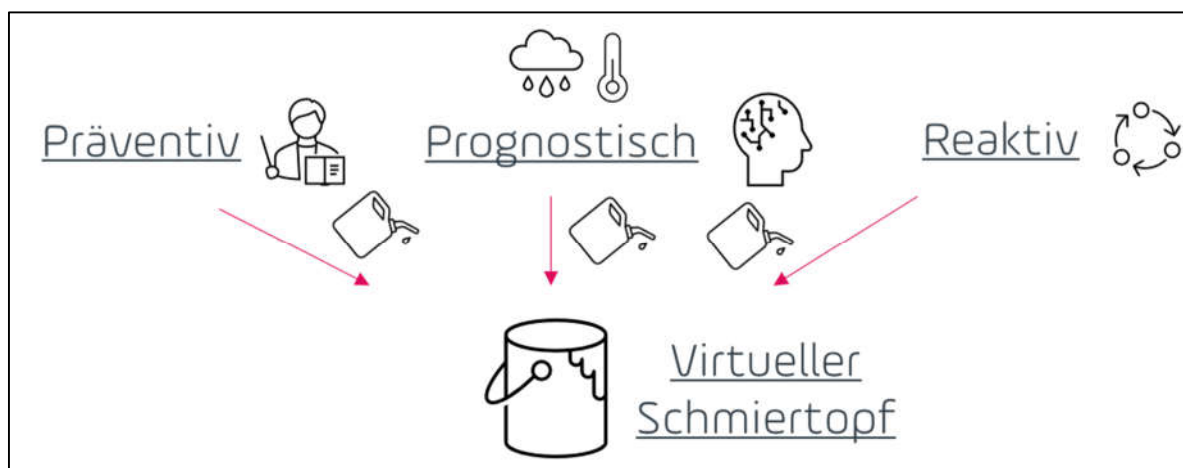 Präventiv
Prognostisch
Reaktiv
Virtueller
Schmiertopf